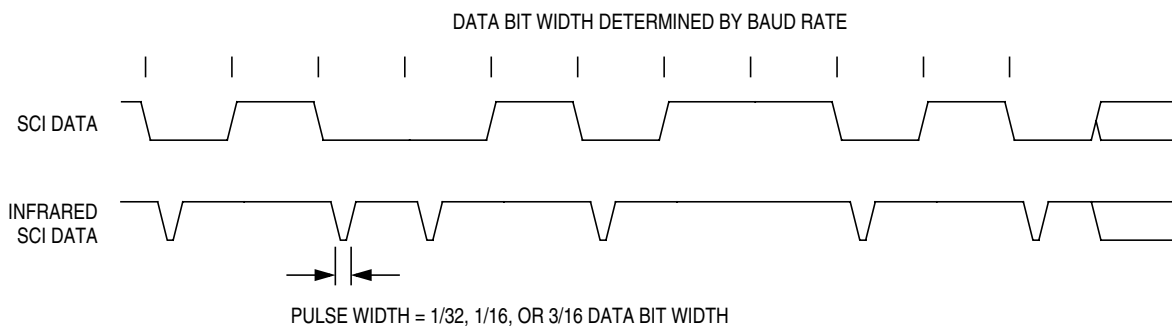 DATA BIT WIDTH DETERMINED BY BAUD RATE
SCI DATA
INFRARED
SCI DATA
PULSE WIDTH = 1/32, 1/16, OR 3/16 DATA BIT WIDTH